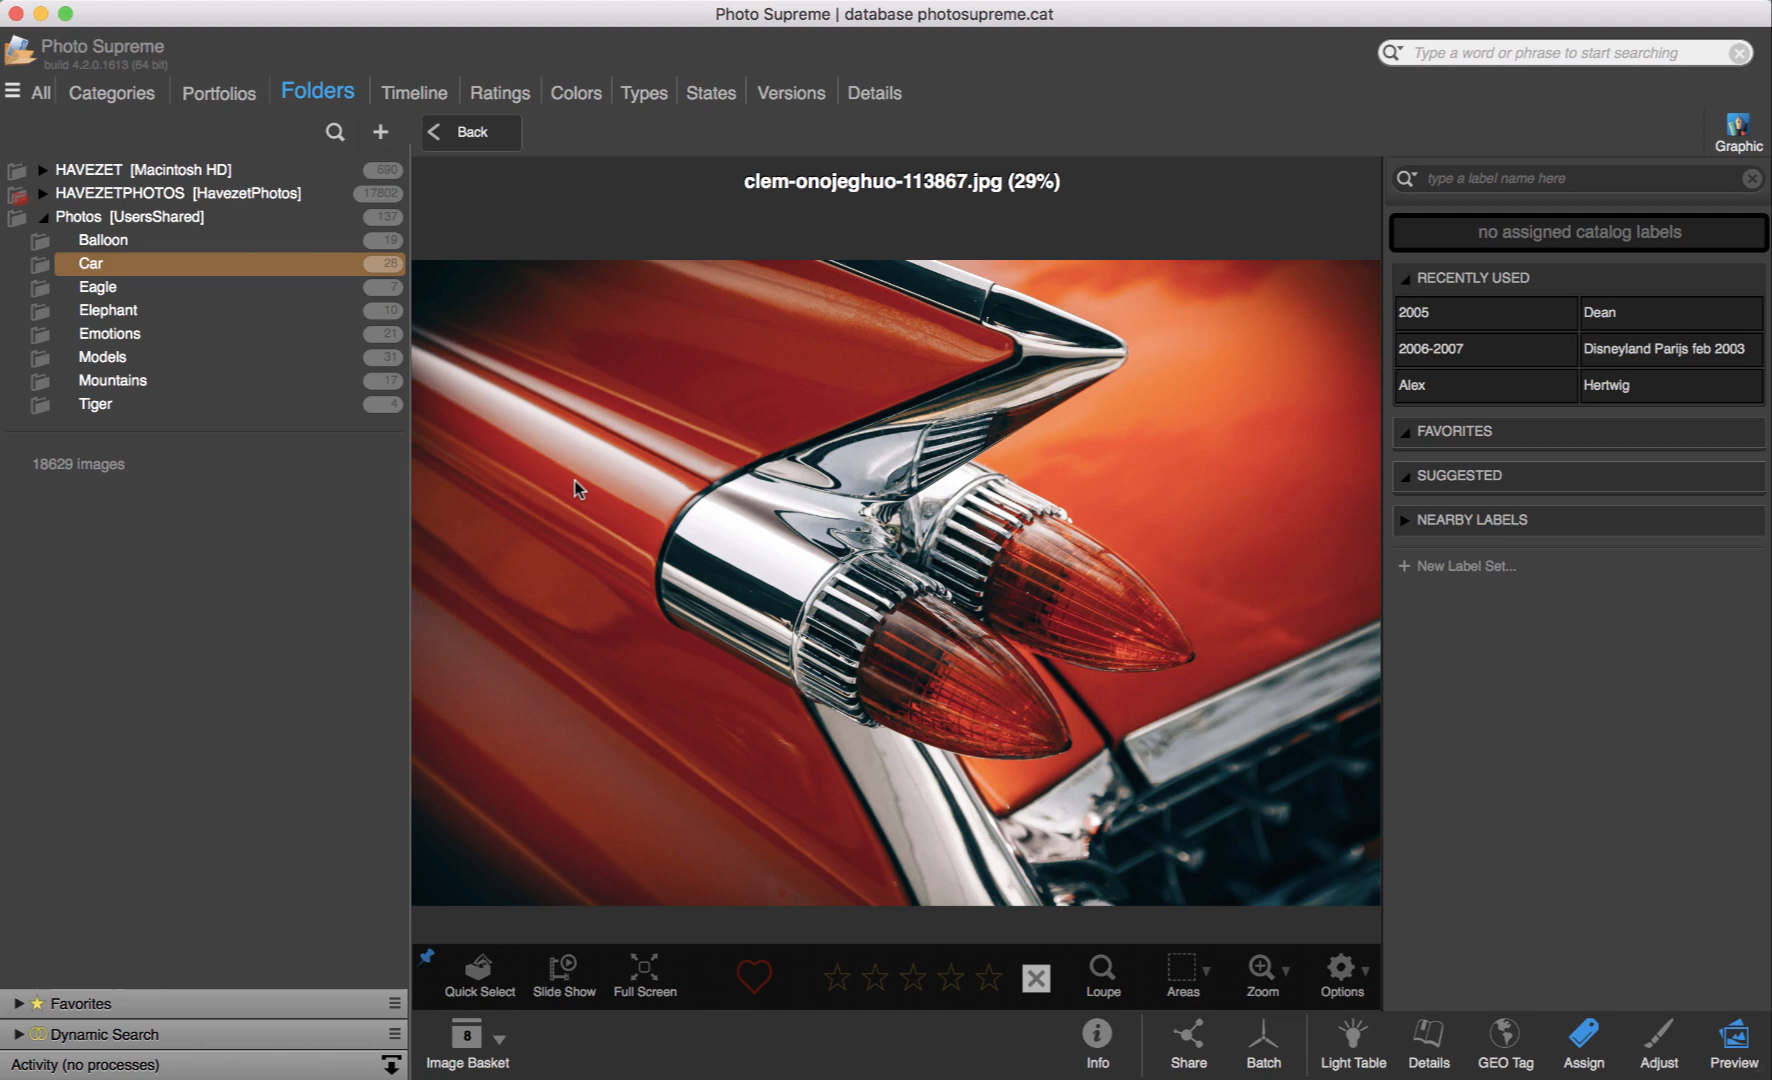 Photo Supreme | database photosupreme.cat
Photo Supreme
build 4.2.0.1613 (64 bit)
Type a word or phrase to start searching
All Categories Portfolios Folders Timeline Ratings Colors Types States Versions Details
Back
Graphic
HAVEZET [Macintosh HD] 690
HAVEZETPHOTOS [HavezetPhotos] 17802
Photos [UsersShared] 137
Balloon 19
Car 28
Eagle 7
Elephant 10
Emotions 21
Models 31
Mountains 17
Tiger 4
18629 images
clem-onojeghuo-113867.jpg (29%)
type a label name here
no assigned catalog labels
RECENTLY USED
2005 Dean
2006-2007 Disneyland Parijs feb 2003
Alex Hertwig
FAVORITES
SUGGESTED
NEARBY LABELS
+ New Label Set...
Quick Select Slide Show Full Screen Loupe Areas Zoom Options
Favorites
Dynamic Search
Activity (no processes)
8
Image Basket Info Share Batch Light Table Details GEO Tag Assign Adjust Preview